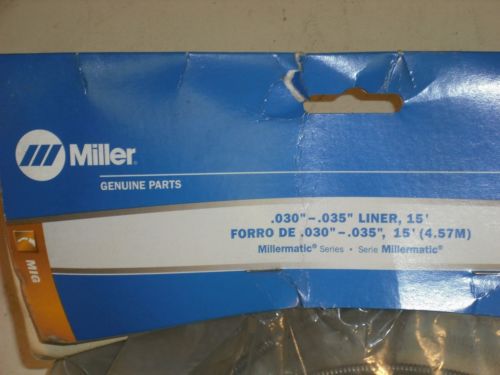 Miller
GENUINE PARTS
.030"-.035" LINER, 15'
FORRO DE .030"-.035", 15' (4.57M)
Millermatic® Series • Serie Millermatic®
MIG